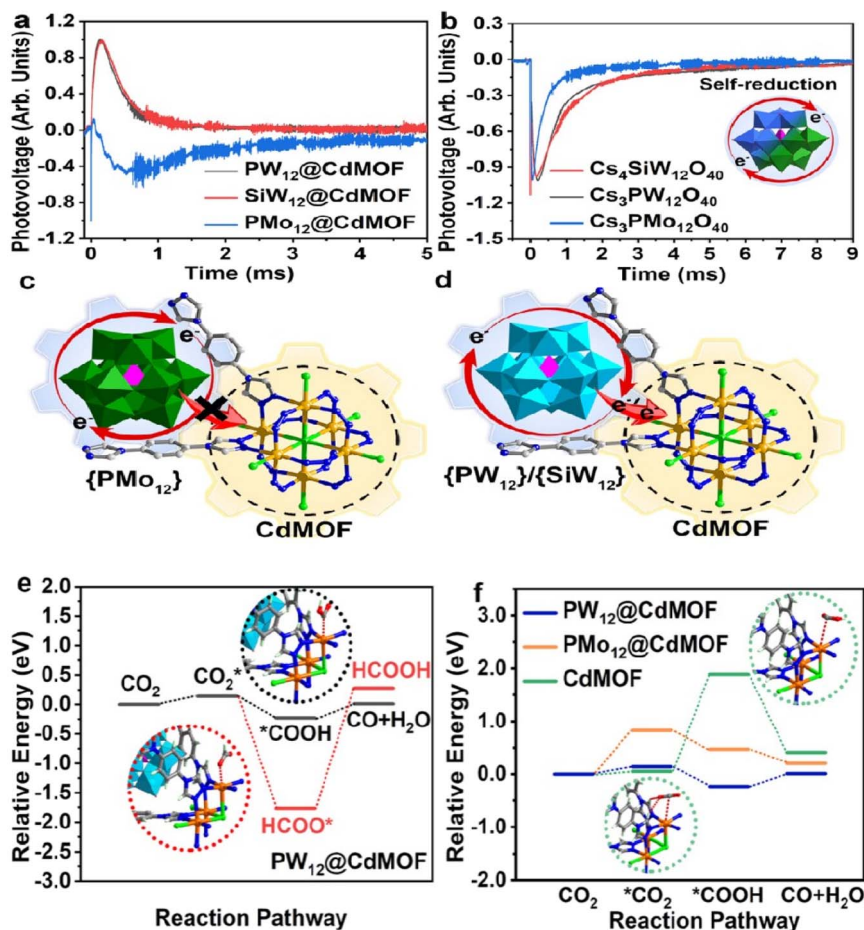 a
Photovoltage (Arb. Units)
1.2
0.8
0.4
0.0
-0.4
-0.8
-1.2
PW₁₂@CdMOF
SiW₁₂@CdMOF
PMo₁₂@CdMOF
0 1 2 3 4 5
Time (ms)
b
Photovoltage (Arb. Units)
0.0
-0.3
-0.6
-0.9
-1.2
-1.5
Self-reduction
e⁻
e⁻
Cs₄SiW₁₂O₄₀
Cs₃PW₁₂O₄₀
Cs₃PMo₁₂O₄₀
0 1 2 3 4 5 6 7 8 9
Time (ms)
c
e⁻
e⁻
{PMo₁₂}
CdMOF
d
e⁻
e⁻
e⁻
{PW₁₂}/{SiW₁₂}
CdMOF
e
Relative Energy (eV)
2.0
1.5
1.0
0.5
0.0
-0.5
-1.0
-1.5
-2.0
-2.5
-3.0
CO₂
CO₂*
*COOH
HCOOH
CO+H₂O
HCOO*
PW₁₂@CdMOF
Reaction Pathway
f
Relative Energy (eV)
3.0
2.0
1.0
0.0
-1.0
-2.0
PW₁₂@CdMOF
PMo₁₂@CdMOF
CdMOF
CO₂ *CO₂ *COOH CO+H₂O
Reaction Pathway